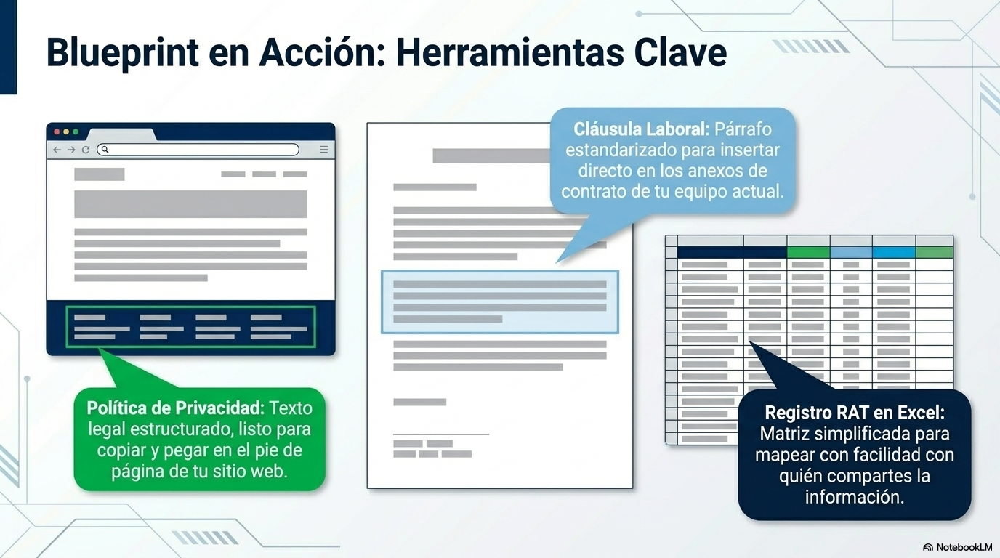 Blueprint en Acción: Herramientas Clave
Cláusula Laboral: Párrafo
estandarizado para insertar
directo en los anexos de
contrato de tu equipo actual.
Política de Privacidad: Texto
legal estructurado, listo para
copiar y pegar en el pie de
página de tu sitio web.
Registro RAT en Excel:
Matriz simplificada para
mapear con facilidad con
quién compartes la
información.
NotebookLM